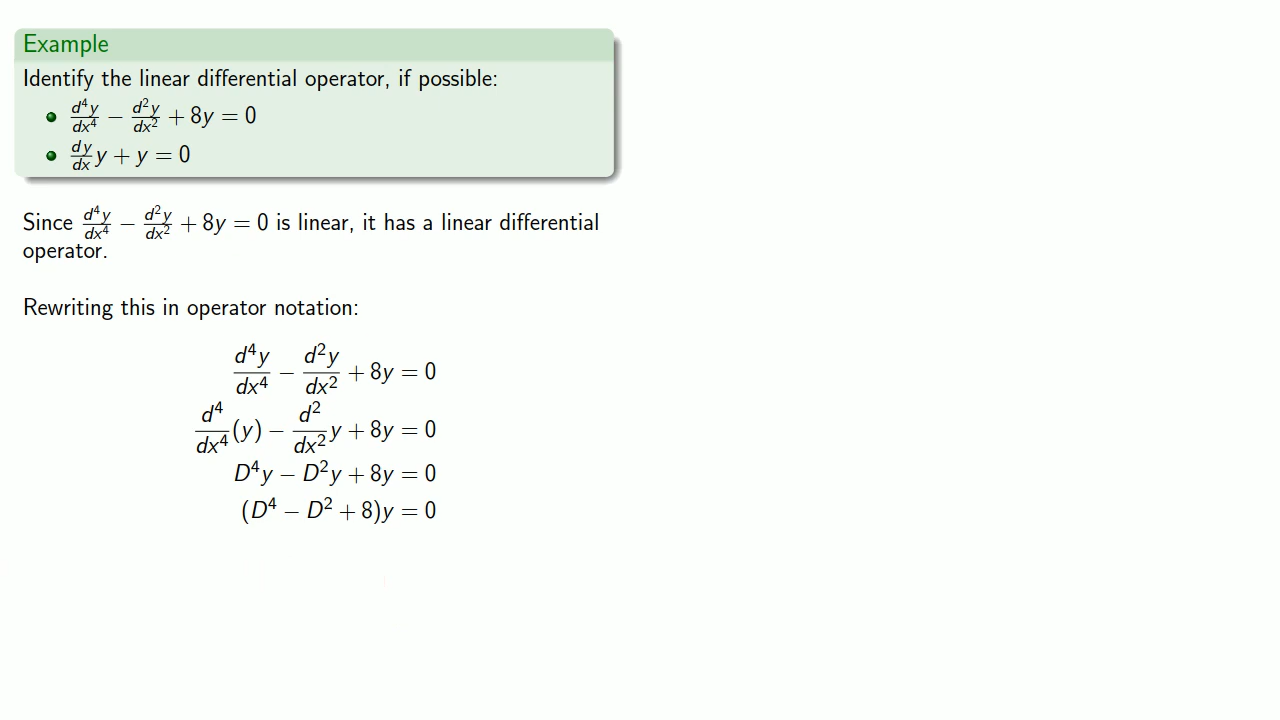 Example
Identify the linear differential operator, if possible:
• d⁴y/dx⁴ − d²y/dx² + 8y = 0
• dy/dx y + y = 0
Since d⁴y/dx⁴ − d²y/dx² + 8y = 0 is linear, it has a linear differential
operator.
Rewriting this in operator notation:
d⁴y/dx⁴ − d²y/dx² + 8y = 0
d⁴/dx⁴(y) − d²/dx² y + 8y = 0
D⁴y − D²y + 8y = 0
(D⁴ − D² + 8)y = 0